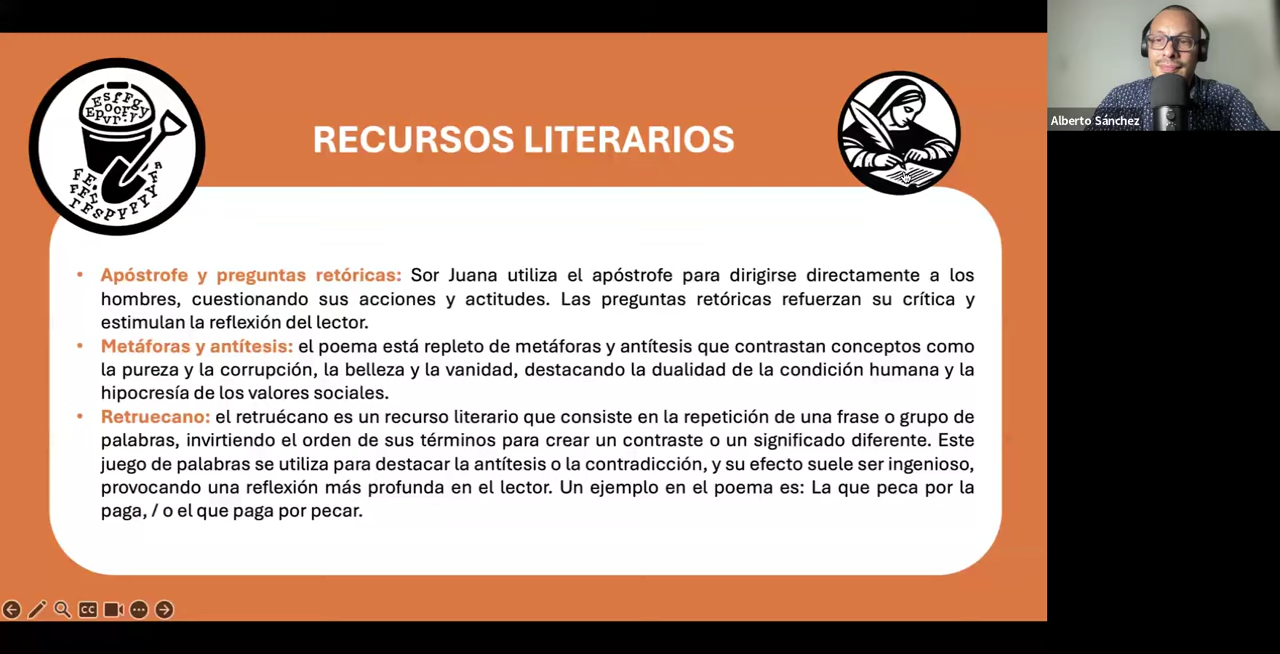 RECURSOS LITERARIOS
Alberto Sánchez
• Apóstrofe y preguntas retóricas: Sor Juana utiliza el apóstrofe para dirigirse directamente a los
hombres, cuestionando sus acciones y actitudes. Las preguntas retóricas refuerzan su crítica y
estimulan la reflexión del lector.
• Metáforas y antítesis: el poema está repleto de metáforas y antítesis que contrastan conceptos como
la pureza y la corrupción, la belleza y la vanidad, destacando la dualidad de la condición humana y la
hipocresía de los valores sociales.
• Retruecano: el retruécano es un recurso literario que consiste en la repetición de una frase o grupo de
palabras, invirtiendo el orden de sus términos para crear un contraste o un significado diferente. Este
juego de palabras se utiliza para destacar la antítesis o la contradicción, y su efecto suele ser ingenioso,
provocando una reflexión más profunda en el lector. Un ejemplo en el poema es: La que peca por la
paga, / o el que paga por pecar.
CC